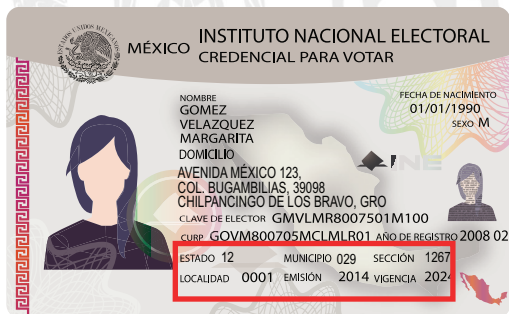 MÉXICO
INSTITUTO NACIONAL ELECTORAL
CREDENCIAL PARA VOTAR
NOMBRE
GOMEZ
VELAZQUEZ
MARGARITA
FECHA DE NACIMIENTO
01/01/1990
SEXO M
DOMICILIO
AVENIDA MÉXICO 123,
COL. BUGAMBILIAS, 39098
CHILPANCINGO DE LOS BRAVO, GRO
INE
CLAVE DE ELECTOR GMVLMR8007501M100
CURP GOVM800705MCLMLR01 AÑO DE REGISTRO 2008 02
ESTADO 12 MUNICIPIO 029 SECCIÓN 1267
LOCALIDAD 0001 EMISIÓN 2014 VIGENCIA 2024